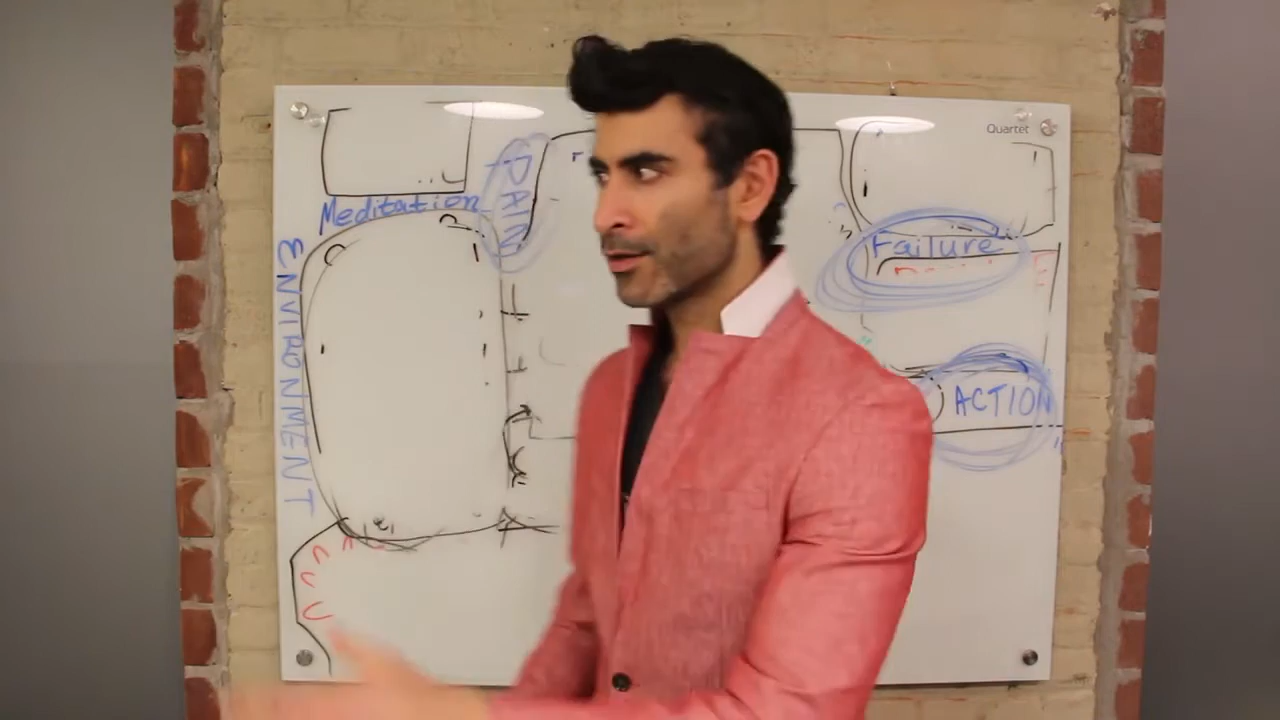 Quartet
PAIN
Meditation
Failure
ENVIRONMENT
ACTION